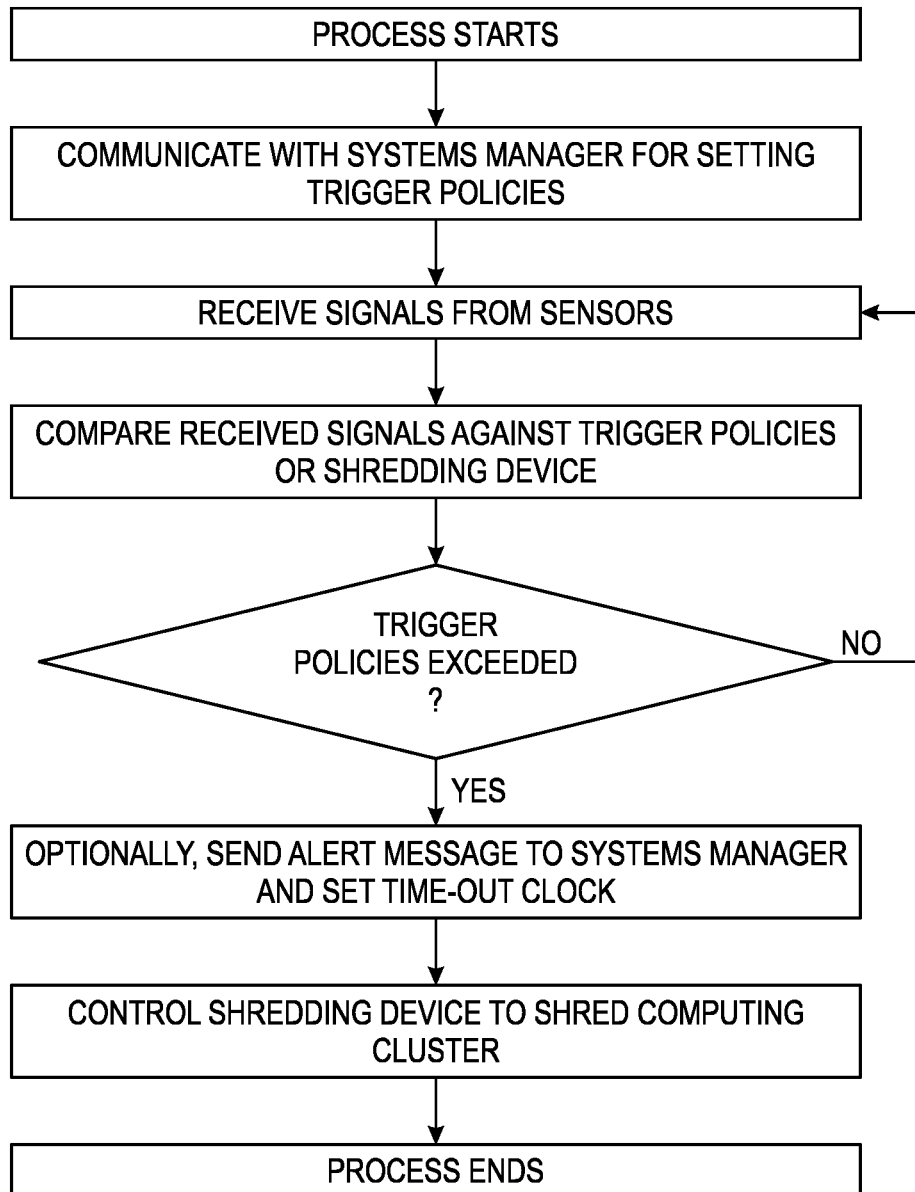 PROCESS STARTS
COMMUNICATE WITH SYSTEMS MANAGER FOR SETTING
TRIGGER POLICIES
RECEIVE SIGNALS FROM SENSORS
COMPARE RECEIVED SIGNALS AGAINST TRIGGER POLICIES
OR SHREDDING DEVICE
TRIGGER
POLICIES EXCEEDED
?
NO
YES
OPTIONALLY, SEND ALERT MESSAGE TO SYSTEMS MANAGER
AND SET TIME-OUT CLOCK
CONTROL SHREDDING DEVICE TO SHRED COMPUTING
CLUSTER
PROCESS ENDS